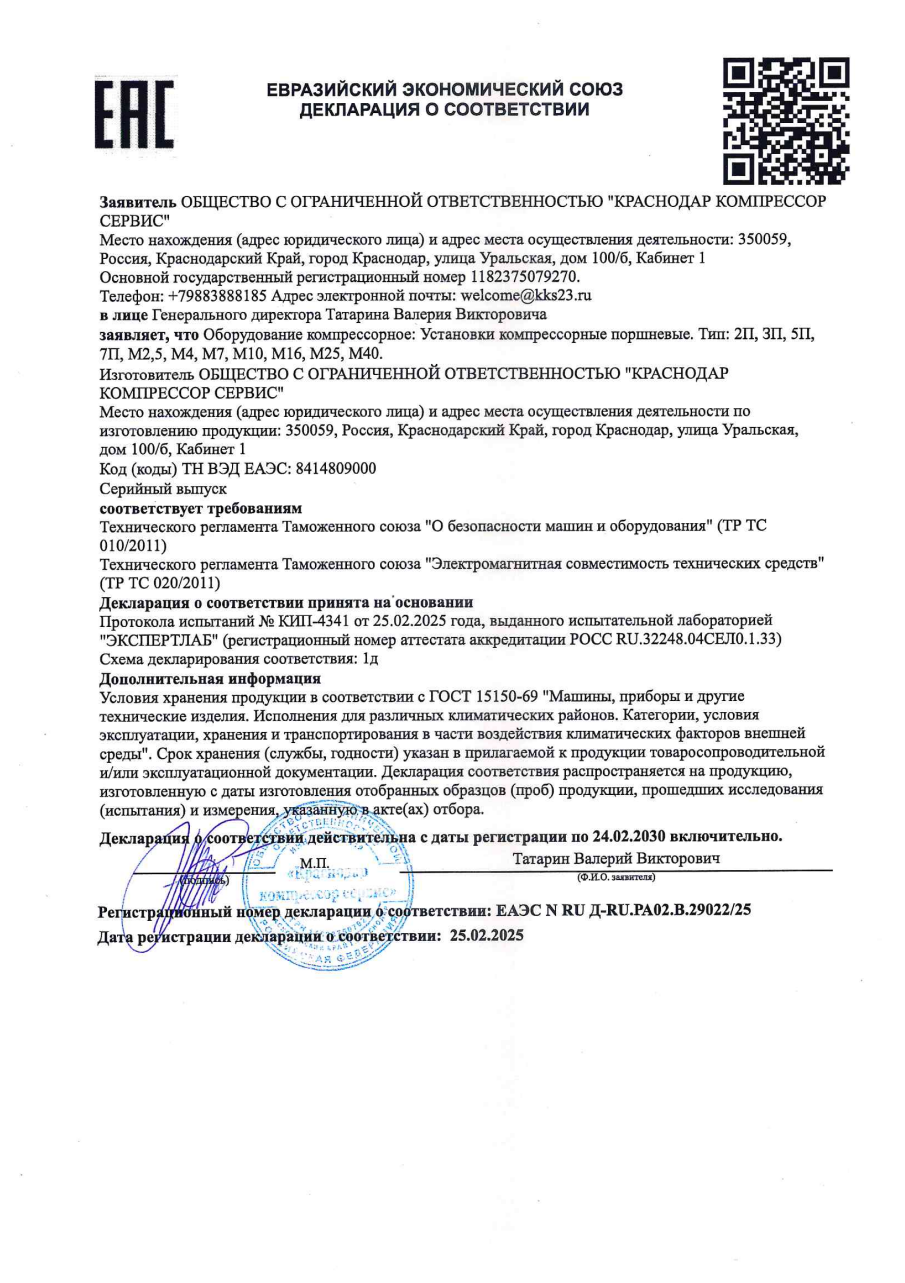 ЕАС
ЕВРАЗИЙСКИЙ ЭКОНОМИЧЕСКИЙ СОЮЗ
ДЕКЛАРАЦИЯ О СООТВЕТСТВИИ
Заявитель ОБЩЕСТВО С ОГРАНИЧЕННОЙ ОТВЕТСТВЕННОСТЬЮ "КРАСНОДАР КОМПРЕССОР
СЕРВИС"
Место нахождения (адрес юридического лица) и адрес места осуществления деятельности: 350059,
Россия, Краснодарский Край, город Краснодар, улица Уральская, дом 100/б, Кабинет 1
Основной государственный регистрационный номер 1182375079270.
Телефон: +79883888185 Адрес электронной почты: welcome@kks23.ru
в лице Генерального директора Татарина Валерия Викторовича
заявляет, что Оборудование компрессорное: Установки компрессорные поршневые. Тип: 2П, 3П, 5П,
7П, М2,5, М4, М7, М10, М16, М25, М40.
Изготовитель ОБЩЕСТВО С ОГРАНИЧЕННОЙ ОТВЕТСТВЕННОСТЬЮ "КРАСНОДАР
КОМПРЕССОР СЕРВИС"
Место нахождения (адрес юридического лица) и адрес места осуществления деятельности по
изготовлению продукции: 350059, Россия, Краснодарский Край, город Краснодар, улица Уральская,
дом 100/б, Кабинет 1
Код (коды) ТН ВЭД ЕАЭС: 8414809000
Серийный выпуск
соответствует требованиям
Технического регламента Таможенного союза "О безопасности машин и оборудования" (ТР ТС
010/2011)
Технического регламента Таможенного союза "Электромагнитная совместимость технических средств"
(ТР ТС 020/2011)
Декларация о соответствии принята на основании
Протокола испытаний № КИП-4341 от 25.02.2025 года, выданного испытательной лабораторией
"ЭКСПЕРТЛАБ" (регистрационный номер аттестата аккредитации РОСС RU.32248.04СЕЛ0.1.33)
Схема декларирования соответствия: 1д
Дополнительная информация
Условия хранения продукции в соответствии с ГОСТ 15150-69 "Машины, приборы и другие
технические изделия. Исполнения для различных климатических районов. Категории, условия
эксплуатации, хранения и транспортирования в части воздействия климатических факторов внешней
среды". Срок хранения (службы, годности) указан в прилагаемой к продукции товаросопроводительной
и/или эксплуатационной документации. Декларация соответствия распространяется на продукцию,
изготовленную с даты изготовления отобранных образцов (проб) продукции, прошедших исследования
(испытания) и измерения, указанную в акте(ах) отбора.
Декларация о соответствии действительна с даты регистрации по 24.02.2030 включительно.
М.П.
Татарин Валерий Викторович
(подпись)
(Ф.И.О. заявителя)
«Краснодар
компрессор сервис»
Регистрационный номер декларации о соответствии: ЕАЭС N RU Д-RU.РА02.В.29022/25
Дата регистрации декларации о соответствии: 25.02.2025